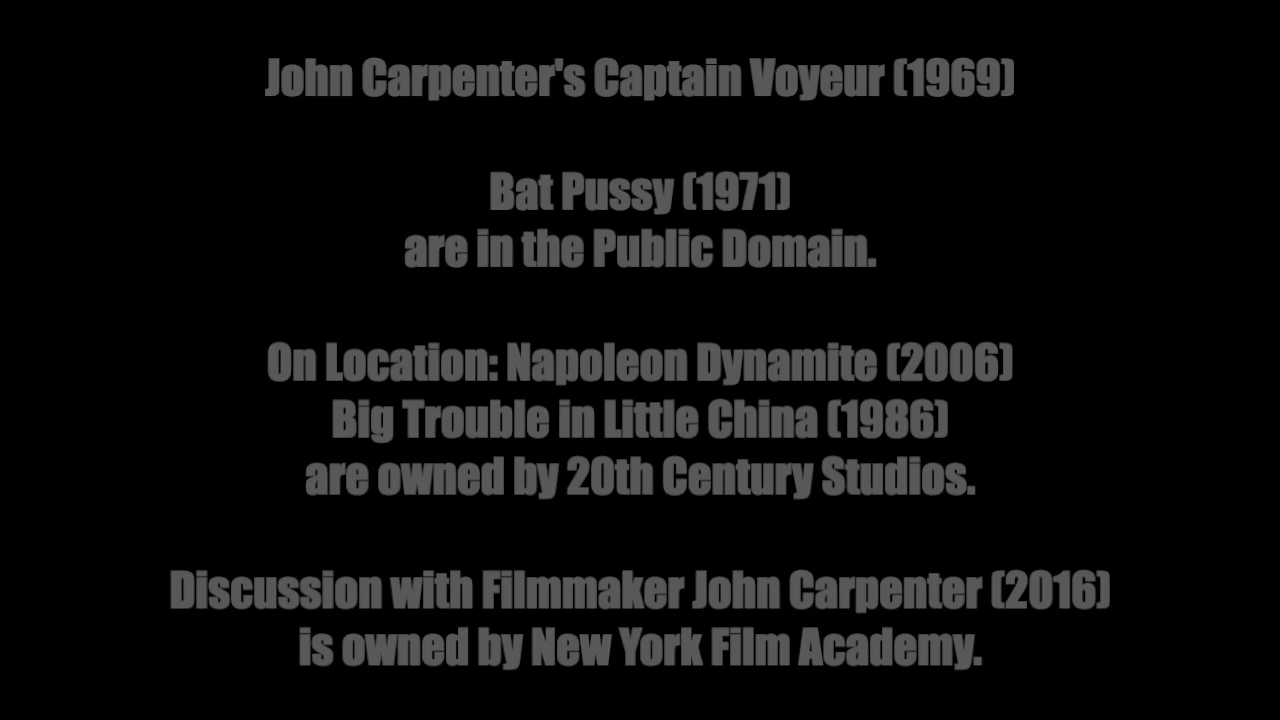 John Carpenter's Captain Voyeur (1969)
Bat Pussy (1971)
are in the Public Domain.
On Location: Napoleon Dynamite (2006)
Big Trouble in Little China (1986)
are owned by 20th Century Studios.
Discussion with Filmmaker John Carpenter (2016)
is owned by New York Film Academy.